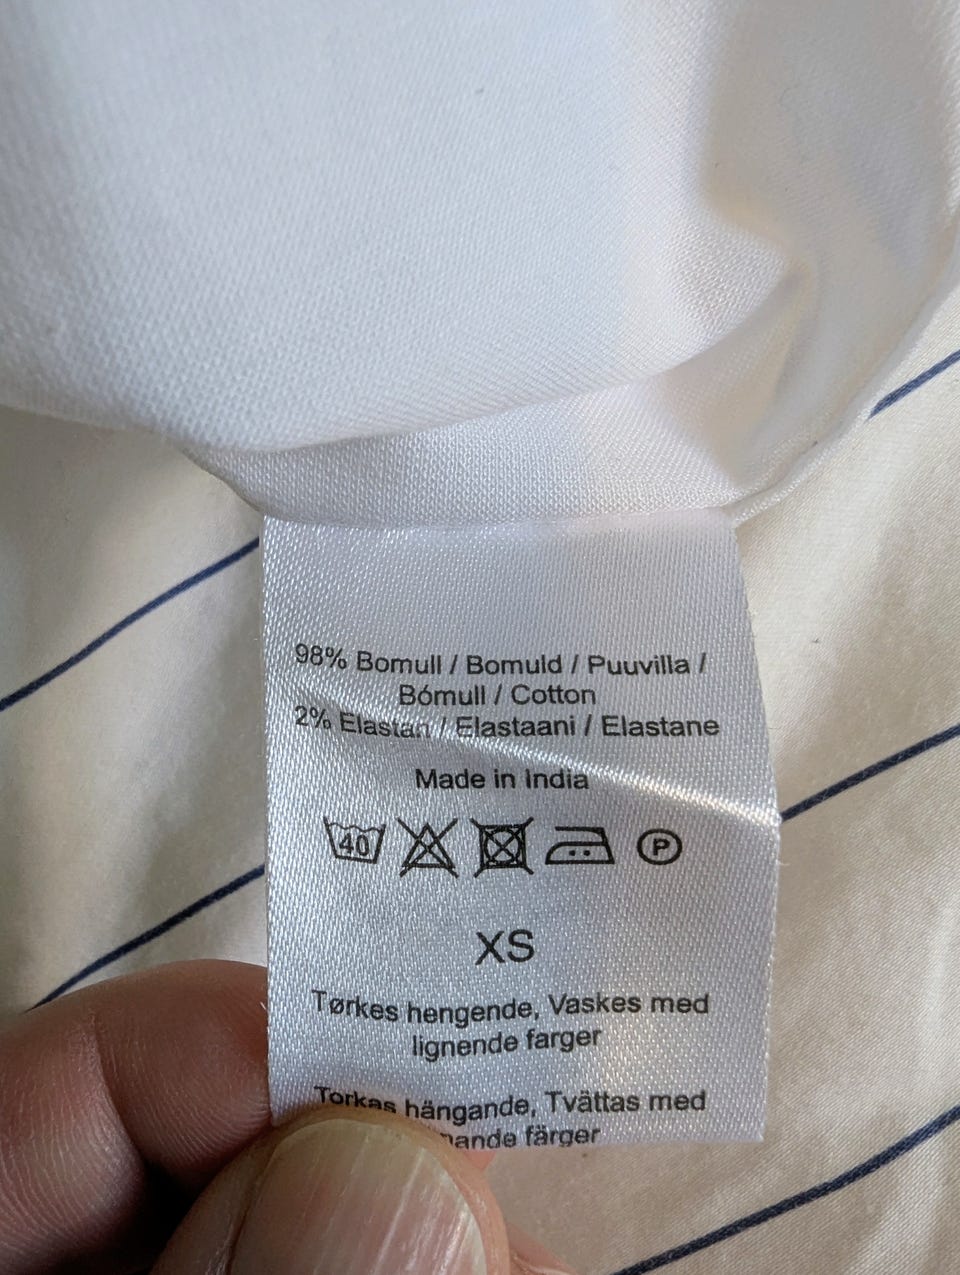 98% Bomull / Bomuld / Puuvilla /
Bómull / Cotton
2% Elastan / Elastaani / Elastane
Made in India
40 P
XS
Tørkes hengende, Vaskes med
lignende farger
Torkas hängande, Tvättas med
färger